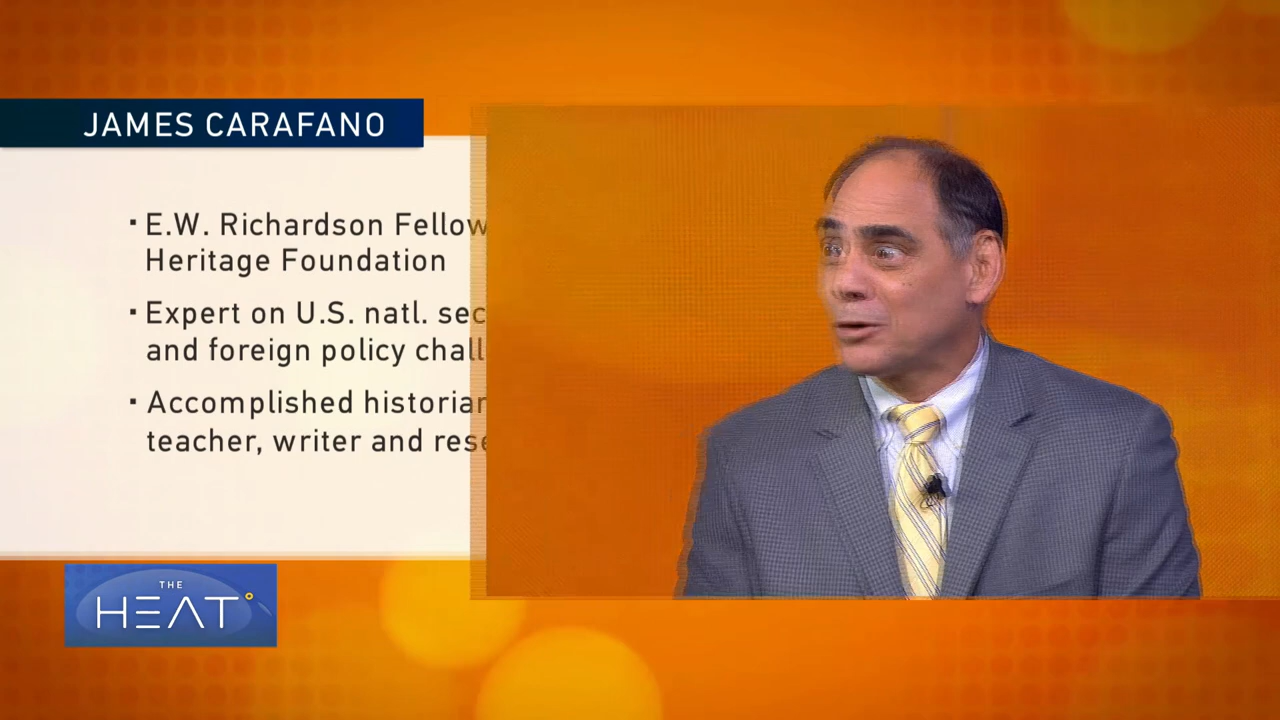 JAMES CARAFANO
▪ E.W. Richardson Fellow
Heritage Foundation
▪ Expert on U.S. natl. sec
and foreign policy chall
▪ Accomplished historian
teacher, writer and rese
THE
HEAT°